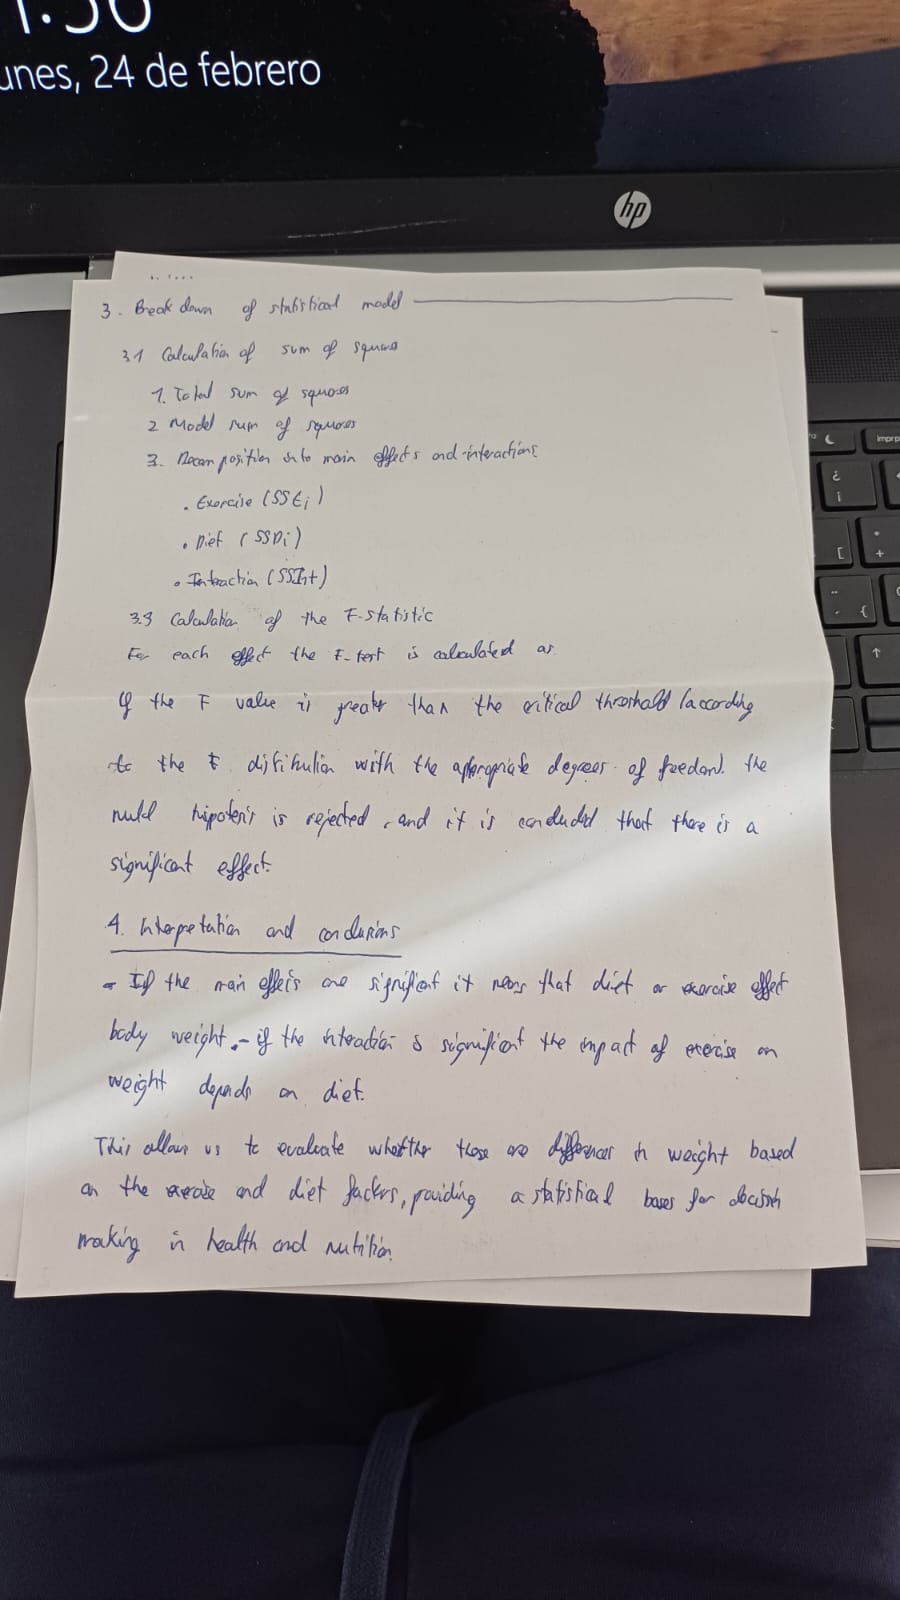 unes, 24 de febrero
hp
3. Break down of statistical model
3.1 Calculation of sum of squares
1. Total sum of squares
2 Model sum of squares
3. into main effects and interactions
. Exercise (SSEi)
. Diet (SSDi)
. Interaction (SSInt)
3.3 Calculation of the F-statistic
For each effect the F-test is calculated as
If the F value is greater than the critical threshold (according
to the F distribution with the appropriate degrees of freedom). the
null is rejected, and it is concluded that there is a
significant effect.
4. Interpretation and conclusions
- If the main effects are significant it means that diet or exercise effect
body weight. - if the interaction is significant the impact of exercise on
weight depends on diet.
This allows us to evaluate whether there are differences in weight based
on the exercise and diet factors, providing a statistical bases for decision
making in health and nutrition.